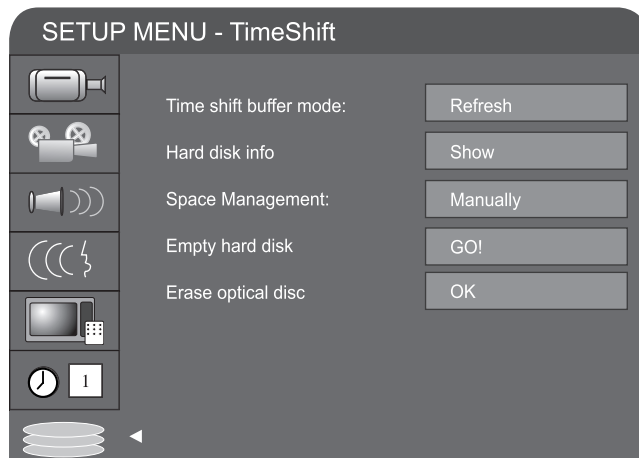 SETUP MENU - TimeShift
Time shift buffer mode: Refresh
Hard disk info Show
Space Management: Manually
Empty hard disk GO!
Erase optical disc OK
1